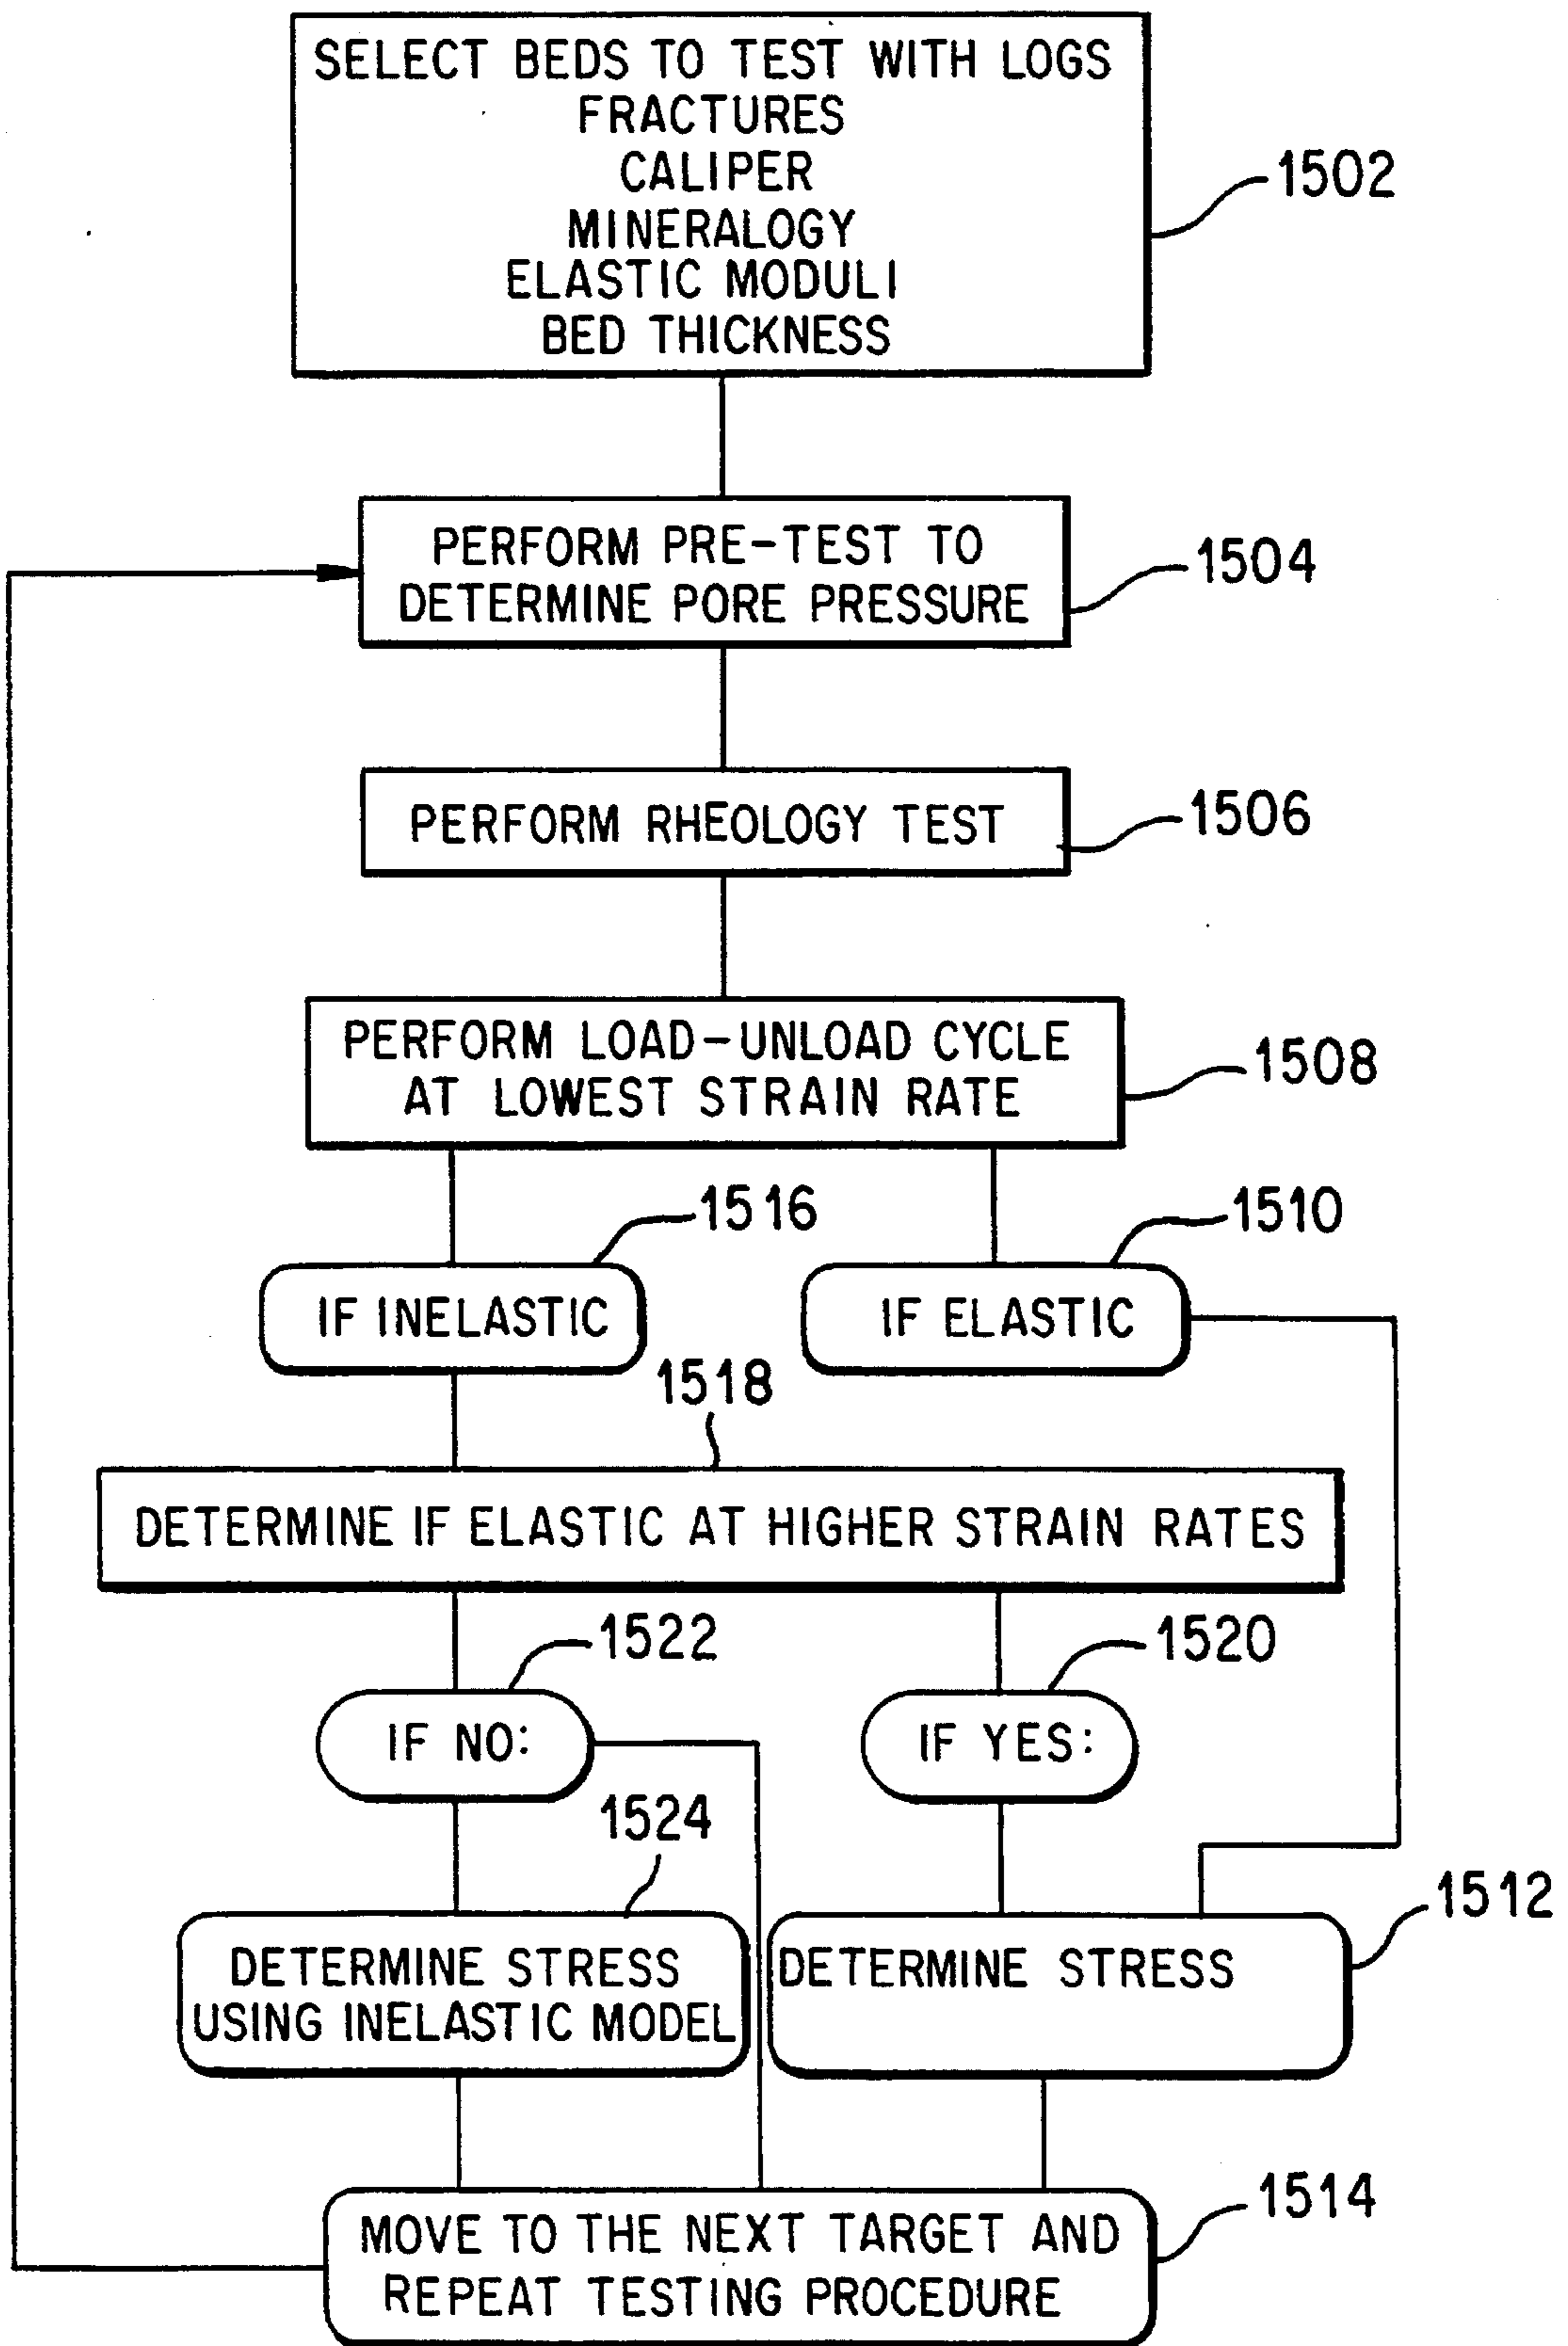 SELECT BEDS TO TEST WITH LOGS
FRACTURES
CALIPER
MINERALOGY
ELASTIC MODULI
BED THICKNESS
1502
PERFORM PRE-TEST TO
DETERMINE PORE PRESSURE
1504
PERFORM RHEOLOGY TEST
1506
PERFORM LOAD-UNLOAD CYCLE
AT LOWEST STRAIN RATE
1508
1516
1510
IF INELASTIC
IF ELASTIC
1518
DETERMINE IF ELASTIC AT HIGHER STRAIN RATES
1522
1520
IF NO:
IF YES:
1524
1512
DETERMINE STRESS
USING INELASTIC MODEL
DETERMINE STRESS
1514
MOVE TO THE NEXT TARGET AND
REPEAT TESTING PROCEDURE